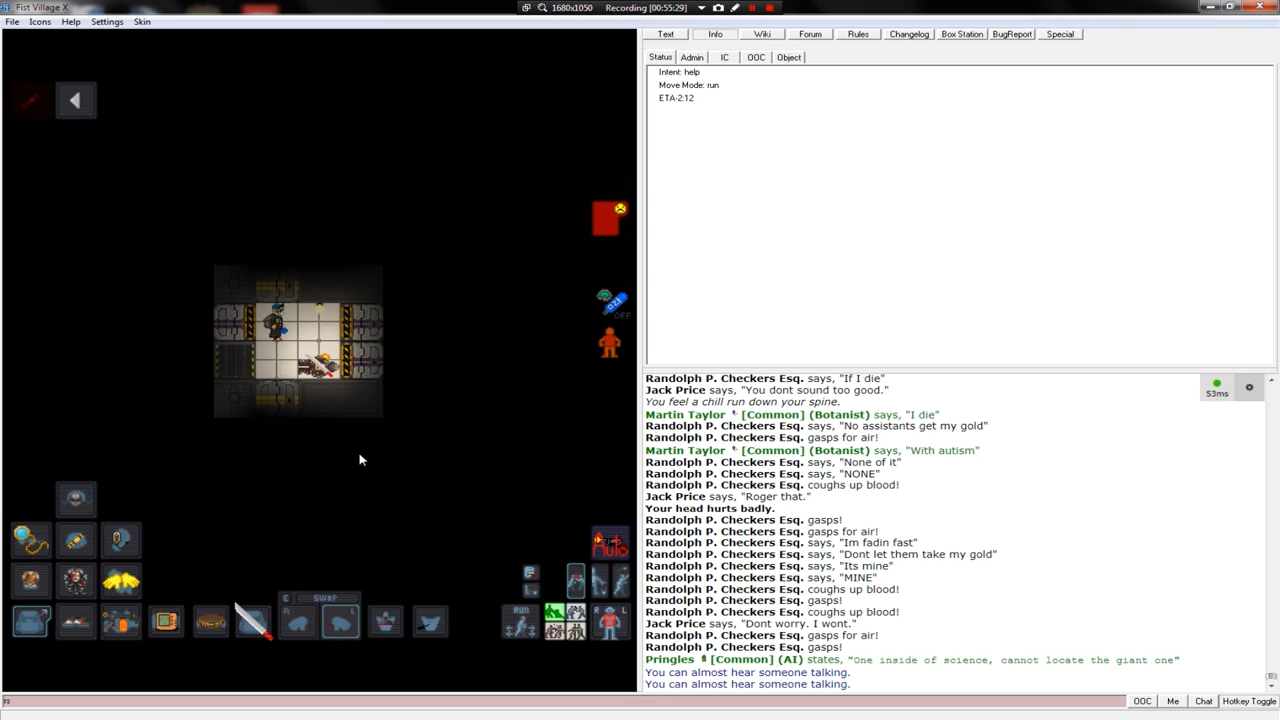 Fist Village X
1680x1050
Recording [00:55:29]
File Icons Help Settings Skin
Text Info Wiki Forum Rules Changelog Box Station BugReport Special
Status Admin IC OOC Object
Intent: help
Move Mode: run
ETA-2:12
OFF
53ms
Randolph P. Checkers Esq. says, "If I die"
Jack Price says, "You dont sound too good."
You feel a chill run down your spine.
Martin Taylor [Common] (Botanist) says, "I die"
Randolph P. Checkers Esq. says, "No assistants get my gold"
Randolph P. Checkers Esq. gasps for air!
Martin Taylor [Common] (Botanist) says, "With autism"
Randolph P. Checkers Esq. says, "None of it"
Randolph P. Checkers Esq. says, "NONE"
Randolph P. Checkers Esq. coughs up blood!
Jack Price says, "Roger that."
Your head hurts badly.
Randolph P. Checkers Esq. gasps!
Randolph P. Checkers Esq. gasps for air!
Randolph P. Checkers Esq. says, "Im fadin fast"
Randolph P. Checkers Esq. says, "Dont let them take my gold"
Randolph P. Checkers Esq. says, "Its mine"
Randolph P. Checkers Esq. says, "MINE"
Randolph P. Checkers Esq. coughs up blood!
Randolph P. Checkers Esq. gasps!
Randolph P. Checkers Esq. coughs up blood!
Jack Price says, "Dont worry. I wont."
Randolph P. Checkers Esq. gasps for air!
Randolph P. Checkers Esq. gasps!
Pringles [Common] (AI) states, "One inside of science, cannot locate the giant one"
You can almost hear someone talking.
You can almost hear someone talking.
Auto
E SWAP
R L
RUN
R L
OOC Me Chat Hotkey Toggle